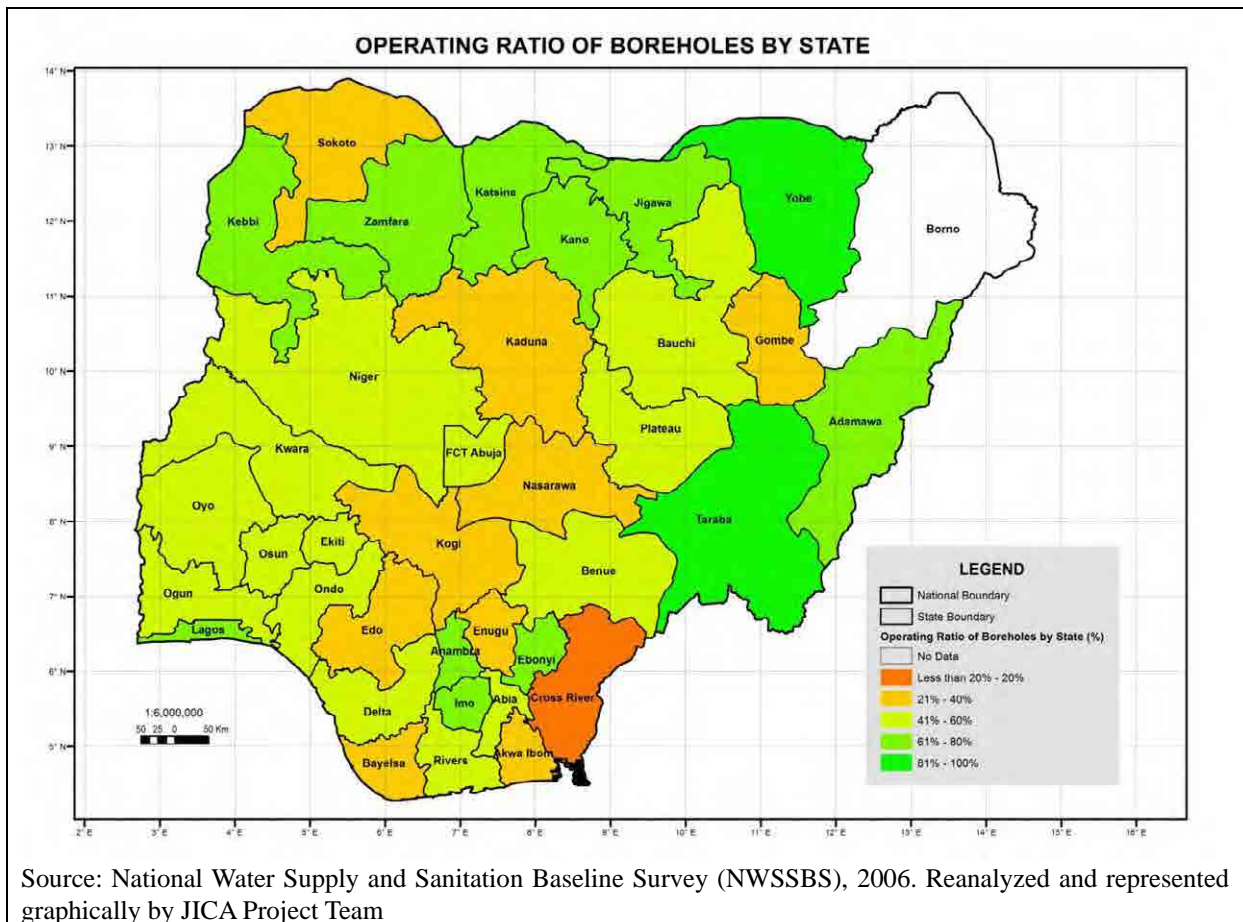 OPERATING RATIO OF BOREHOLES BY STATE
14° N
13° N
12° N
11° N
10° N
9° N
8° N
7° N
6° N
5° N
Sokoto
Katsina
Yobe
Kebbi
Zamfara
Jigawa
Kano
Borno
Kaduna
Bauchi
Gombe
Niger
Adamawa
Plateau
Kwara
FCT Abuja
Nasarawa
Oyo
Taraba
Kogi
Osun
Ekiti
Benue
Ogun
Ondo
Lagos
Edo
Enugu
Anambra
Ebonyi
Cross River
Imo
Abia
Delta
Bayelsa
Rivers
Akwa Ibom
1:6,000,000
50 25 0 50 Km
LEGEND
National Boundary
State Boundary
Operating Ratio of Boreholes by State (%)
No Data
Less than 20% - 20%
21% - 40%
41% - 60%
61% - 80%
81% - 100%
2° E 3° E 4° E 5° E 6° E 7° E 8° E 9° E 10° E 11° E 12° E 13° E 14° E 15° E 16° E
Source: National Water Supply and Sanitation Baseline Survey (NWSSBS), 2006. Reanalyzed and represented
graphically by JICA Project Team